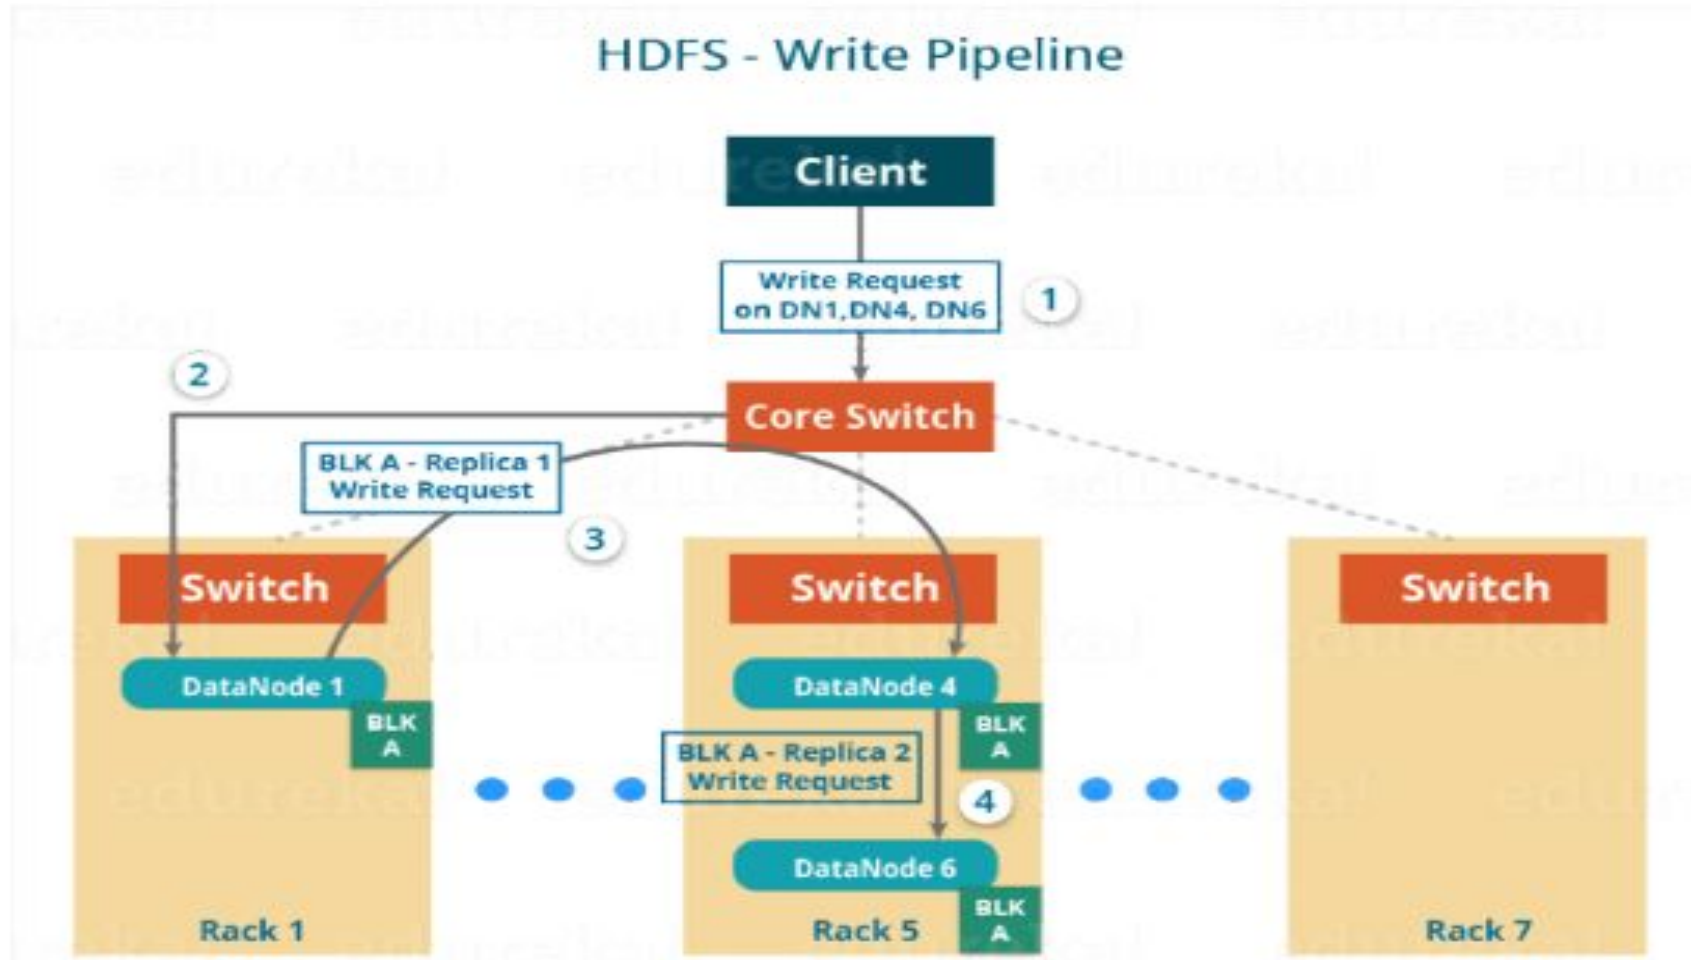 HDFS - Write Pipeline
Client
Write Request
on DN1,DN4, DN6
1
Core Switch
2
BLK A - Replica 1
Write Request
3
Switch
Switch
Switch
DataNode 1
BLK
A
DataNode 4
BLK
A
BLK A - Replica 2
Write Request
4
DataNode 6
BLK
A
Rack 1
Rack 5
Rack 7